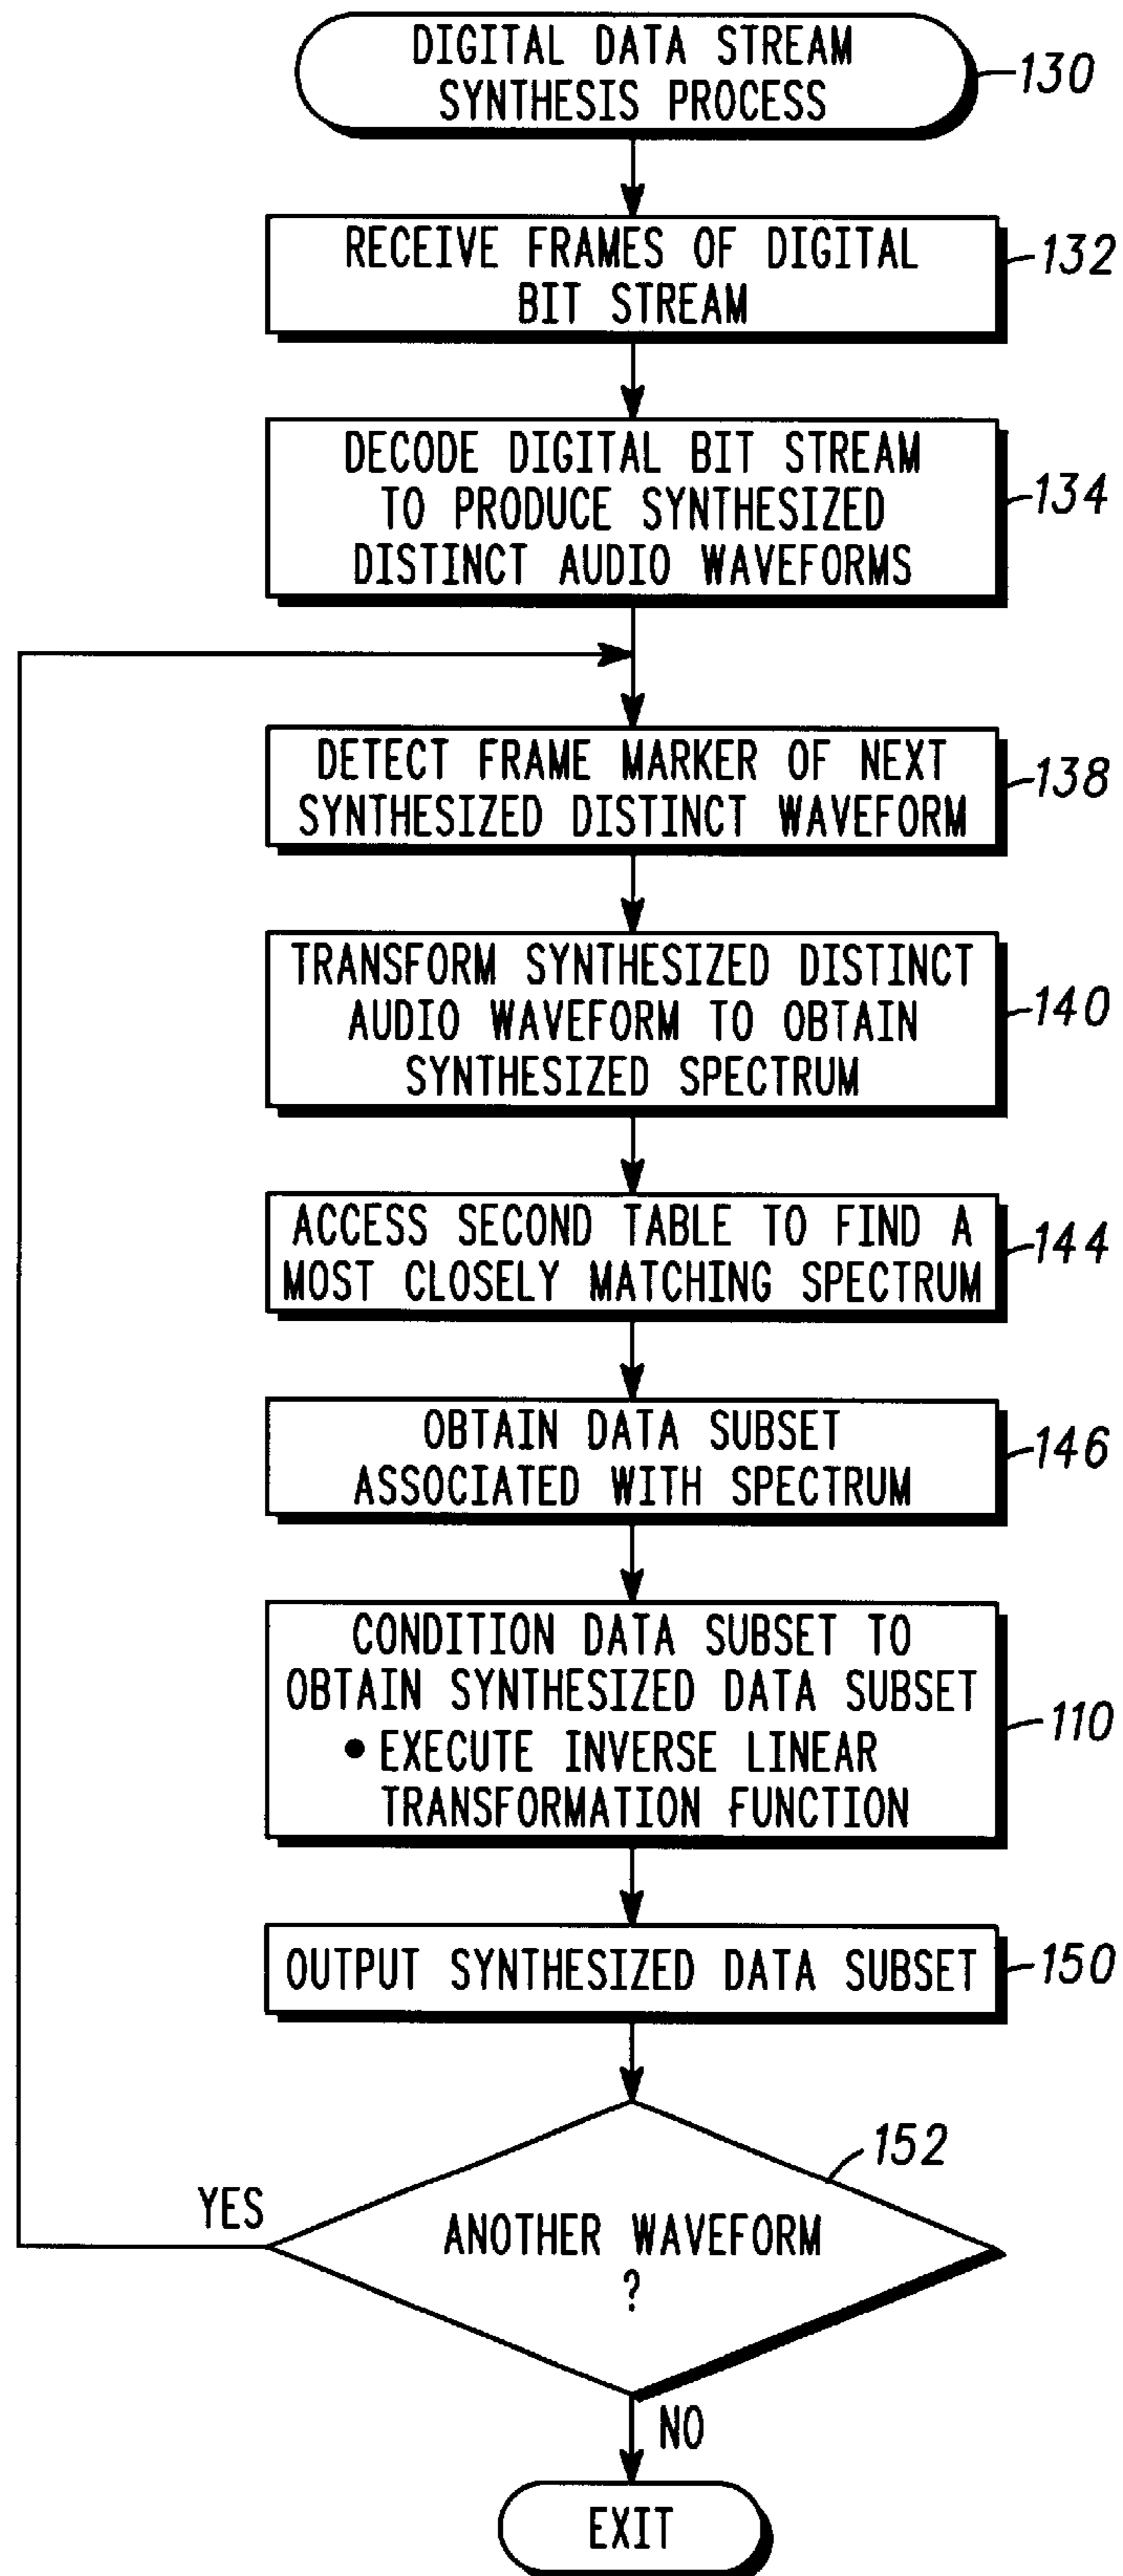 DIGITAL DATA STREAM
SYNTHESIS PROCESS
130
RECEIVE FRAMES OF DIGITAL
BIT STREAM
132
DECODE DIGITAL BIT STREAM
TO PRODUCE SYNTHESIZED
DISTINCT AUDIO WAVEFORMS
134
DETECT FRAME MARKER OF NEXT
SYNTHESIZED DISTINCT WAVEFORM
138
TRANSFORM SYNTHESIZED DISTINCT
AUDIO WAVEFORM TO OBTAIN
SYNTHESIZED SPECTRUM
140
ACCESS SECOND TABLE TO FIND A
MOST CLOSELY MATCHING SPECTRUM
144
OBTAIN DATA SUBSET
ASSOCIATED WITH SPECTRUM
146
CONDITION DATA SUBSET TO
OBTAIN SYNTHESIZED DATA SUBSET
• EXECUTE INVERSE LINEAR
TRANSFORMATION FUNCTION
110
OUTPUT SYNTHESIZED DATA SUBSET
150
152
YES
ANOTHER WAVEFORM
?
NO
EXIT